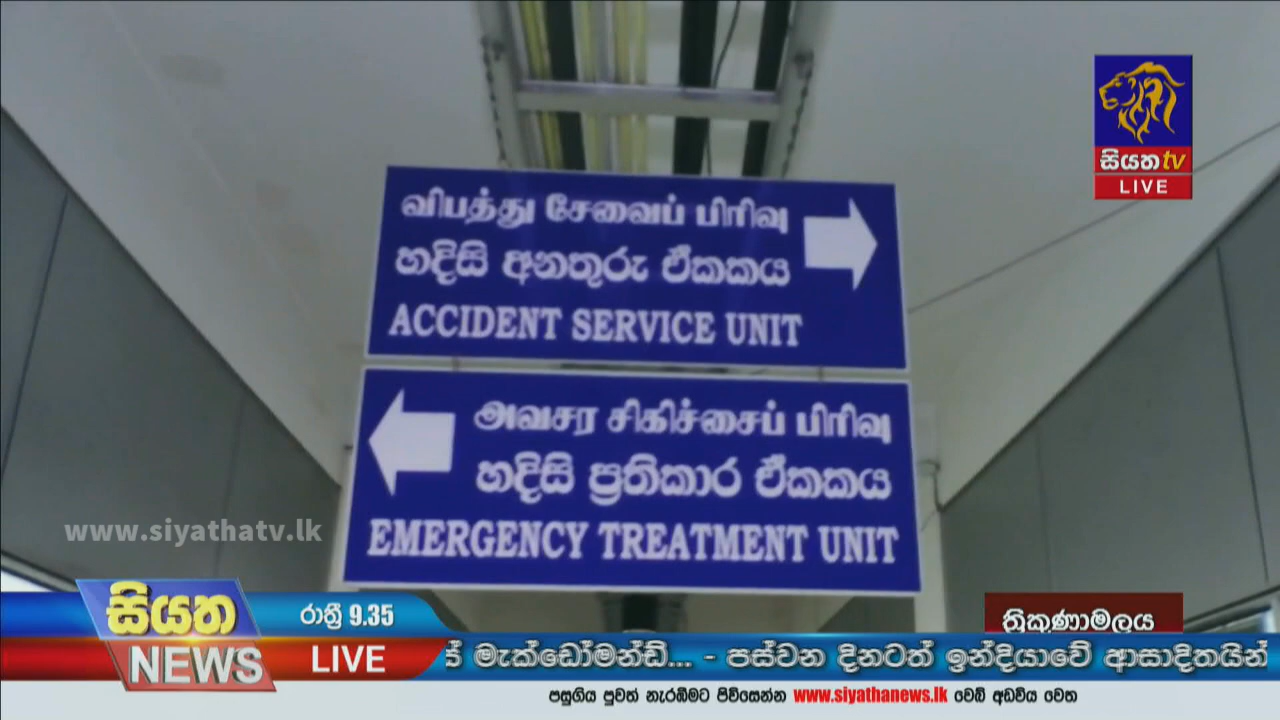 සියත tv
LIVE
விபத்து சேவைப் பிரிவு
හදිසි අනතුරු ඒකකය
ACCIDENT SERVICE UNIT
அவசர சிகிச்சைப் பிரிவு
හදිසි ප්‍රතිකාර ඒකකය
EMERGENCY TREATMENT UNIT
www.siyathatv.lk
සියත
NEWS
රාත්‍රී 9.35
LIVE
ත්‍රිකුණාමලය
මැක්ඩෝමන්ඩ්... - පස්වන දිනටත් ඉන්දියාවේ ආසාදිතයින්
පසුගිය පුවත් නැරඹීමට පිවිසෙන්න www.siyathanews.lk වෙබ් අඩවිය වෙත